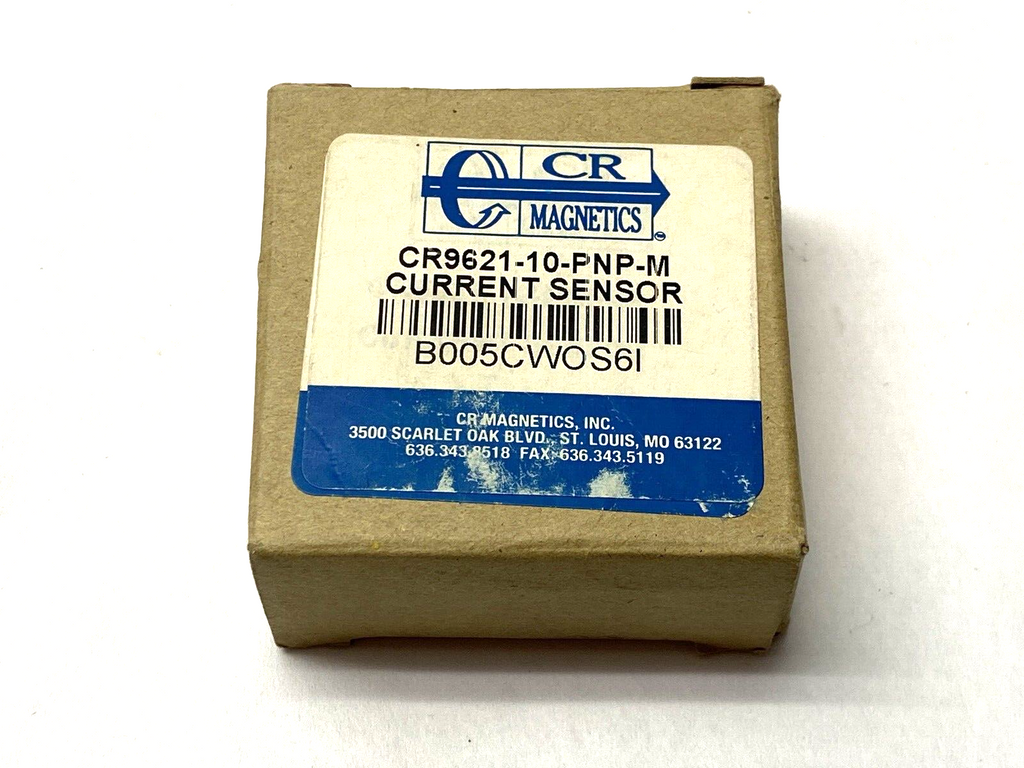 CR
MAGNETICS
CR9621-10-PNP-M
CURRENT SENSOR
B005CWOS6I
CR MAGNETICS, INC.
3500 SCARLET OAK BLVD., ST. LOUIS, MO 63122
636.343.8518 FAX 636.343.5119